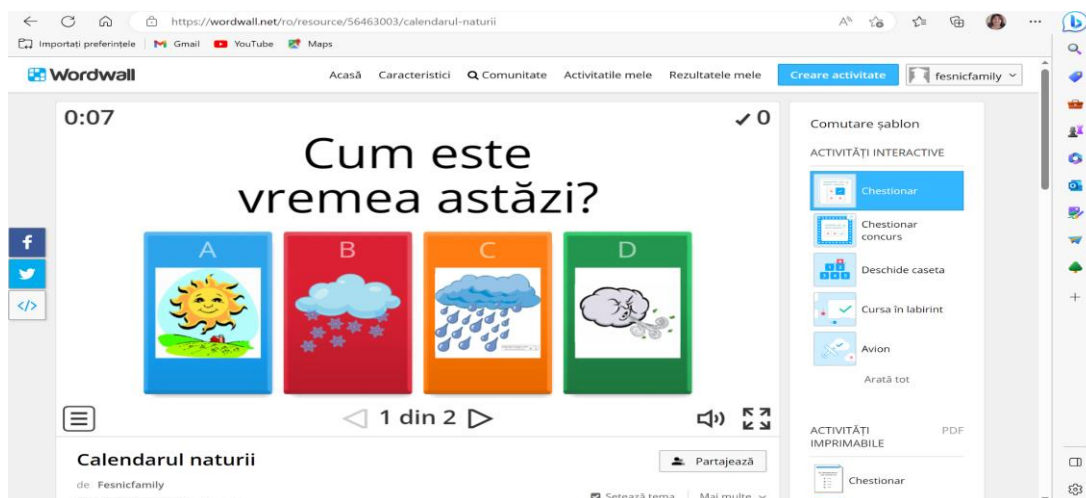 https://wordwall.net/ro/resource/56463003/calendarul-naturii
Importați preferințele Gmail YouTube Maps
Wordwall Acasă Caracteristici Comunitate Activitatile mele Rezultatele mele Creare activitate fesnicfamily
0:07
0
Cum este
vremea astăzi?
A B C D
1 din 2
Calendarul naturii
de Fesnicfamily
Partajează
Setează tema Mai multe
Comutare șablon
ACTIVITĂȚI INTERACTIVE
Chestionar
Chestionar
concurs
Deschide caseta
Cursa în labirint
Avion
Arată tot
ACTIVITĂȚI
IMPRIMABILE
PDF
Chestionar